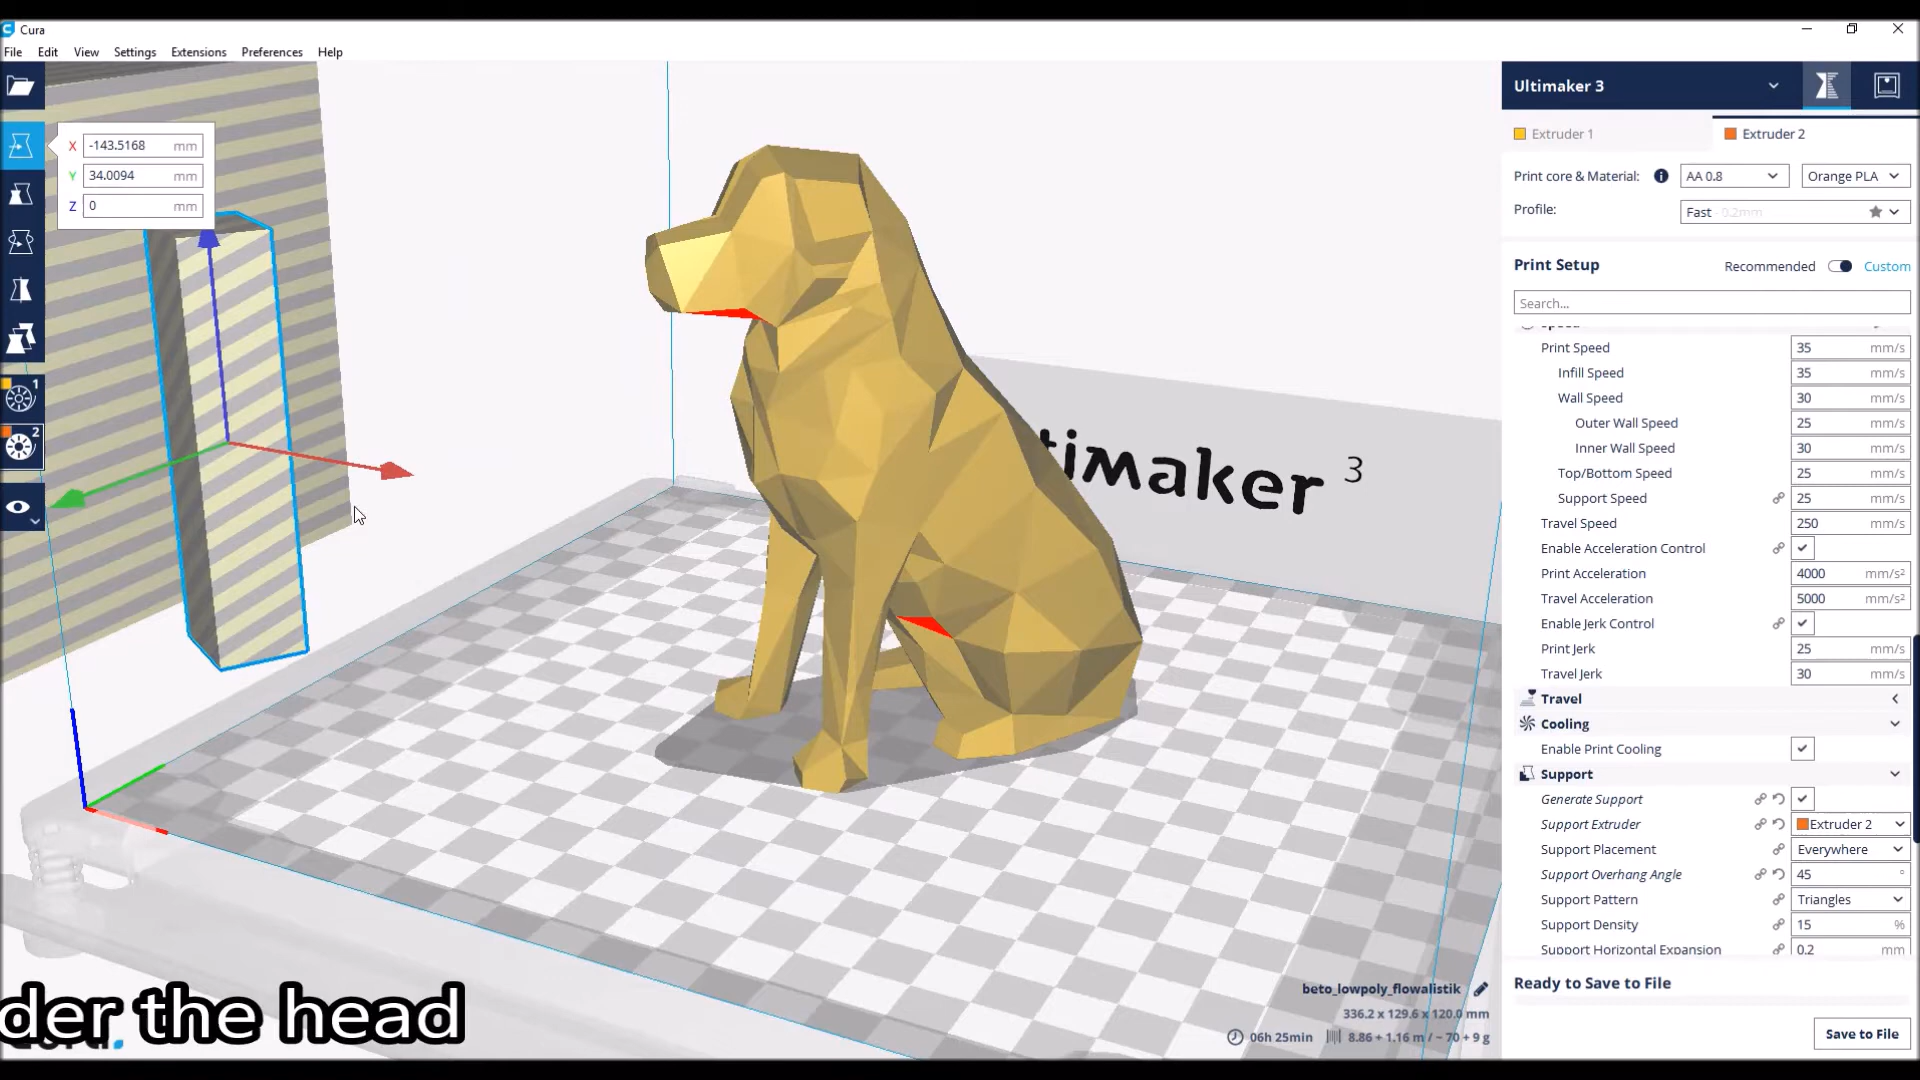 Cura
File Edit View Settings Extensions Preferences Help
X -143.5168 mm
Y 34.0094 mm
Z 0 mm
1
2
timaker 3
Ultimaker 3
Extruder 1 Extruder 2
Print core & Material: AA 0.8 Orange PLA
Profile: Fast - 0.2mm
Print Setup Recommended Custom
Search...
Speed
Print Speed 35 mm/s
Infill Speed 35 mm/s
Wall Speed 30 mm/s
Outer Wall Speed 25 mm/s
Inner Wall Speed 30 mm/s
Top/Bottom Speed 25 mm/s
Support Speed 25 mm/s
Travel Speed 250 mm/s
Enable Acceleration Control
Print Acceleration 4000 mm/s²
Travel Acceleration 5000 mm/s²
Enable Jerk Control
Print Jerk 25 mm/s
Travel Jerk 30 mm/s
Travel
Cooling
Enable Print Cooling
Support
Generate Support
Support Extruder Extruder 2
Support Placement Everywhere
Support Overhang Angle 45 °
Support Pattern Triangles
Support Density 15 %
Support Horizontal Expansion 0.2 mm
beto_lowpoly_flowalistik
336.2 x 129.6 x 120.0 mm
06h 25min 8.86 + 1.16 m / ~ 70 + 9 g
Ready to Save to File
Save to File
der the head